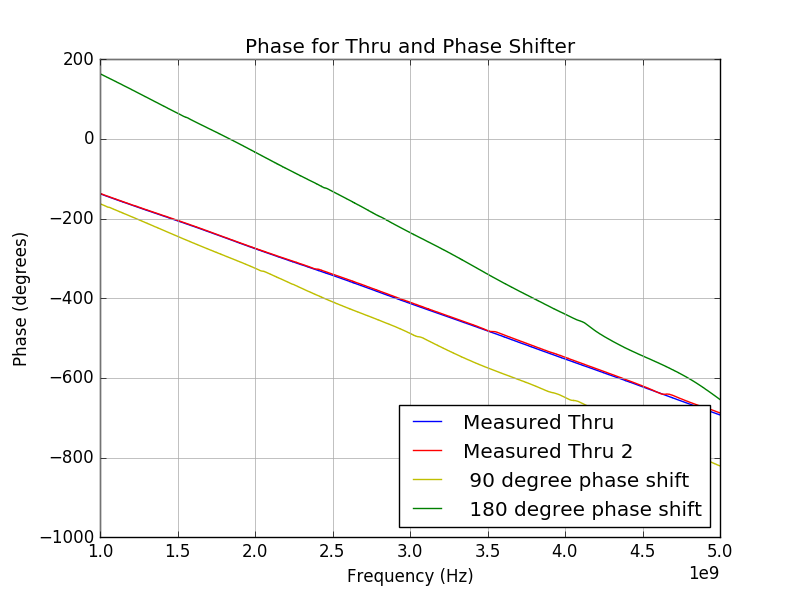 Phase for Thru and Phase Shifter
200
0
−200
−400
−600
−800
−1000
Phase (degrees)
Measured Thru
Measured Thru 2
90 degree phase shift
180 degree phase shift
1.0 1.5 2.0 2.5 3.0 3.5 4.0 4.5 5.0
1e9
Frequency (Hz)